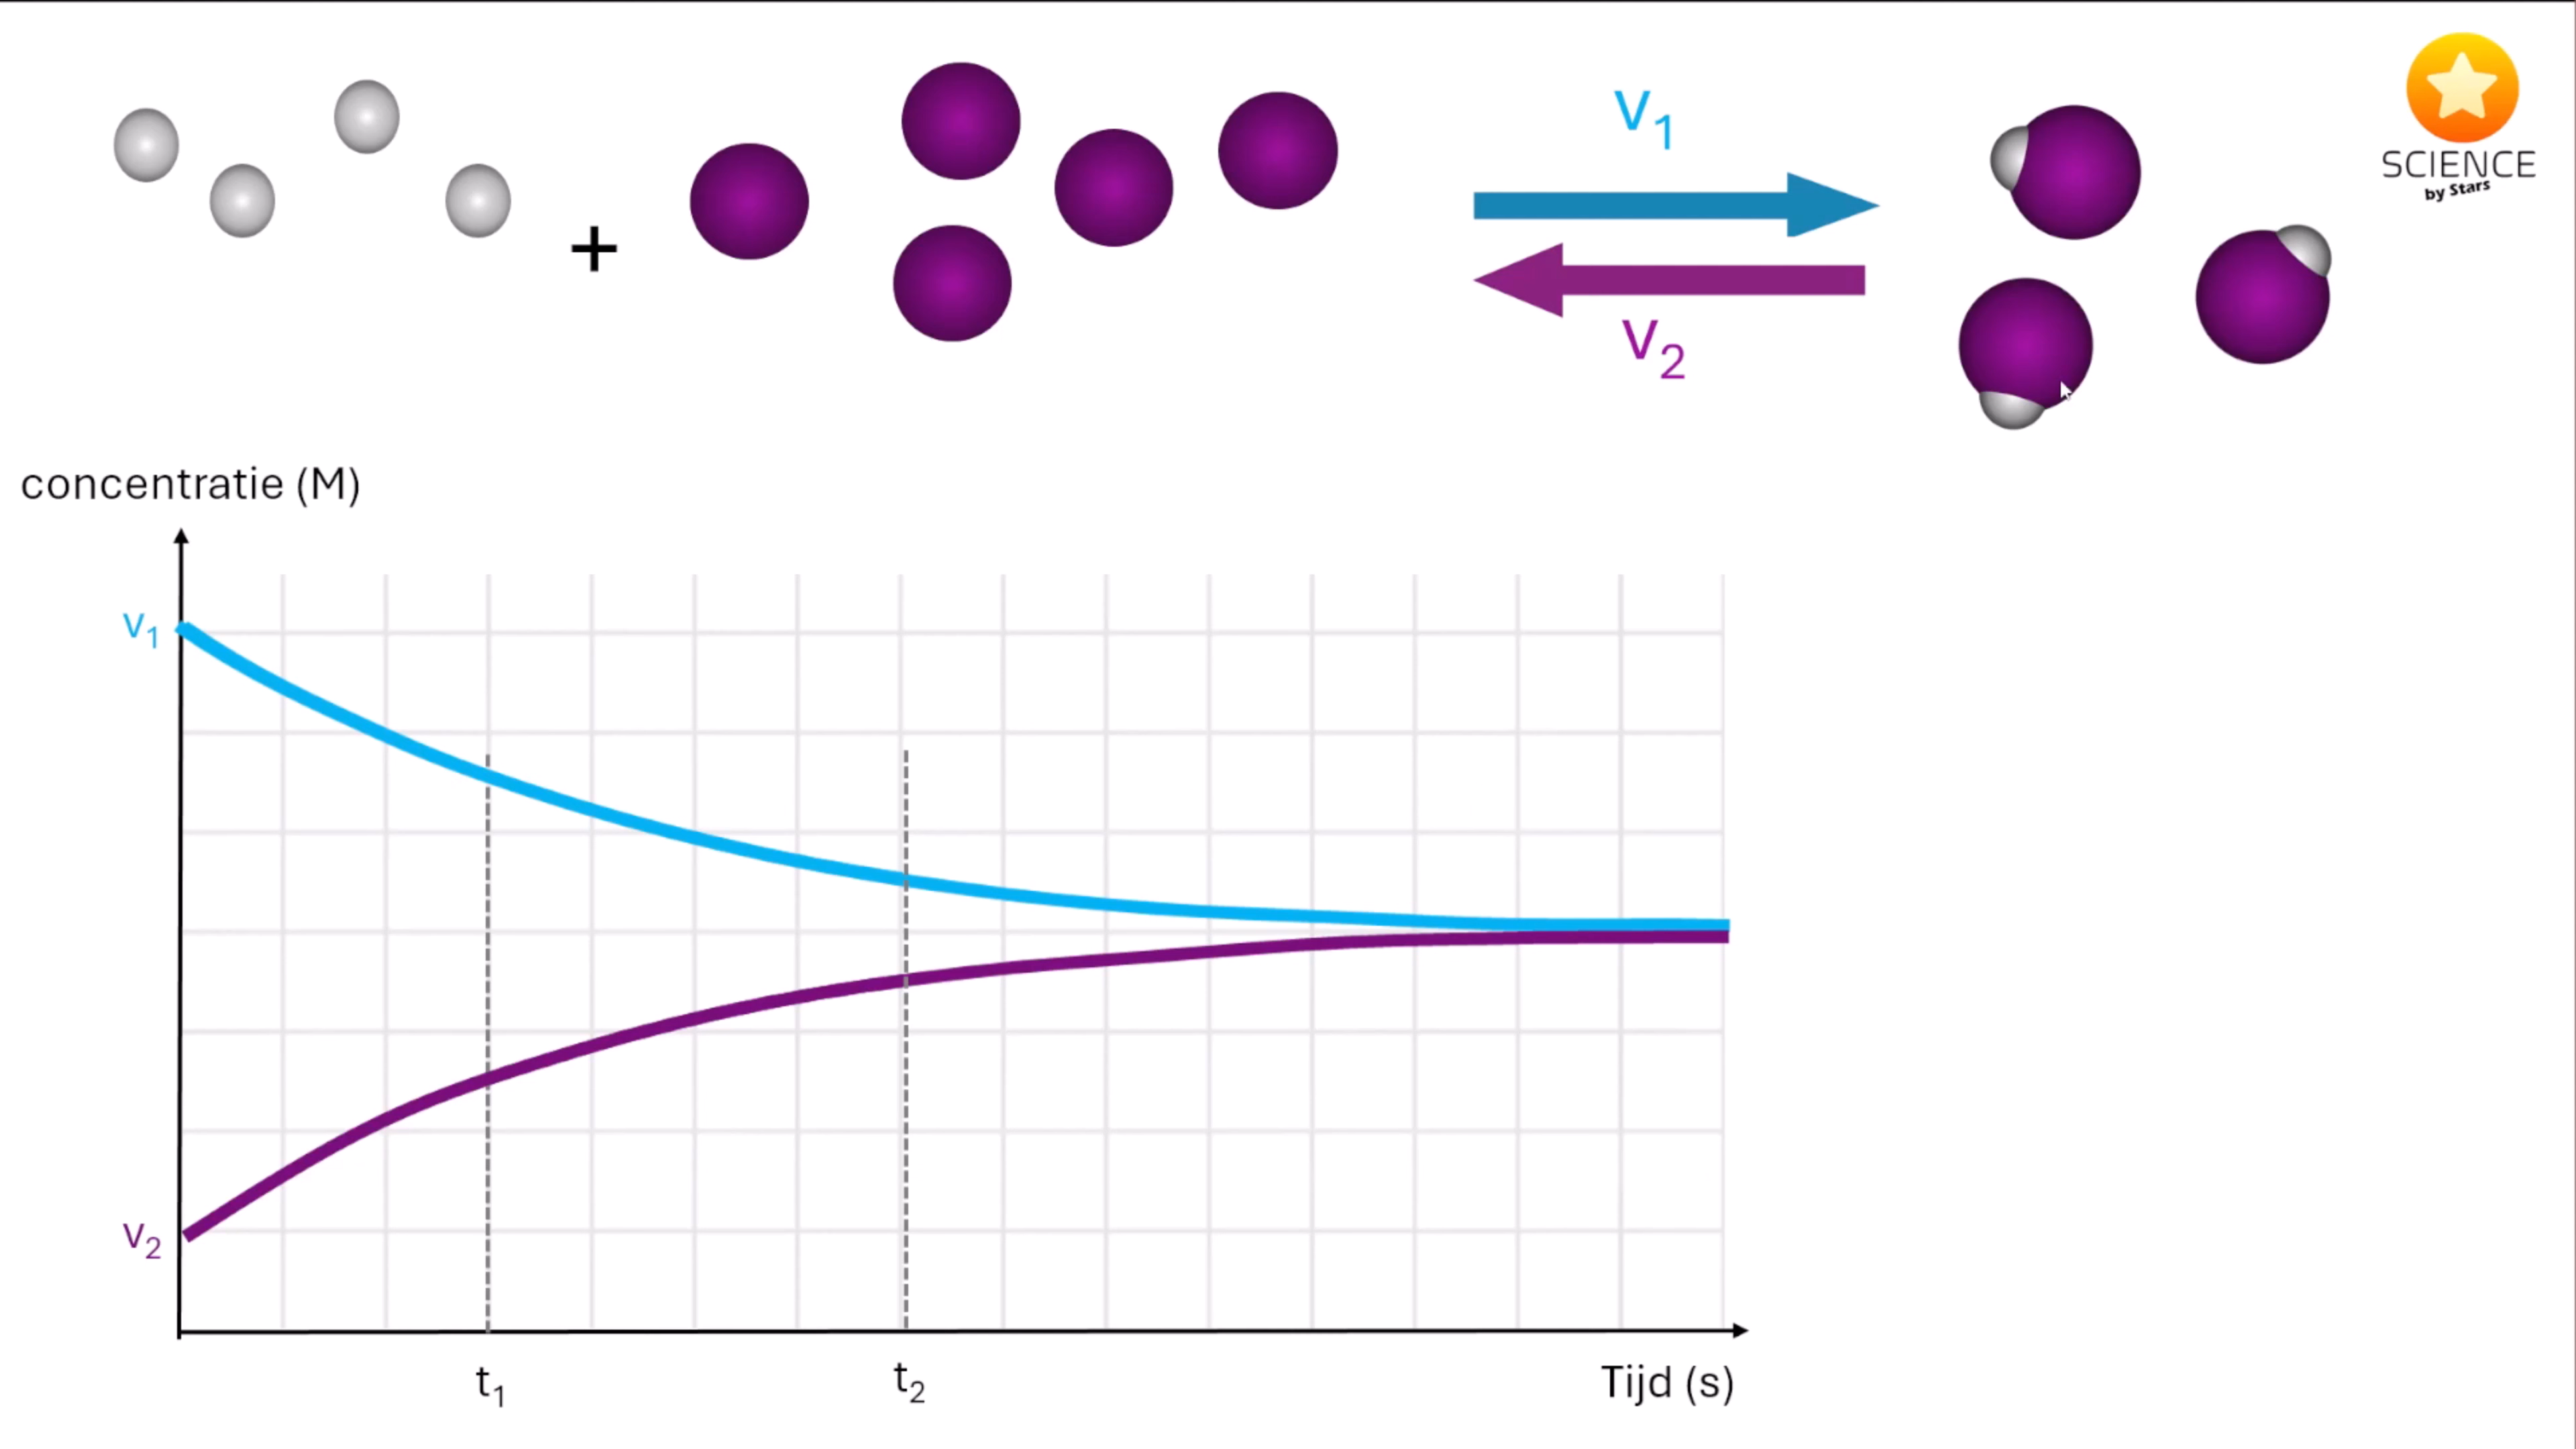 V₁
SCIENCE
by Stars
+
V₂
concentratie (M)
V₁
V₂
t₁
t₂
Tijd (s)